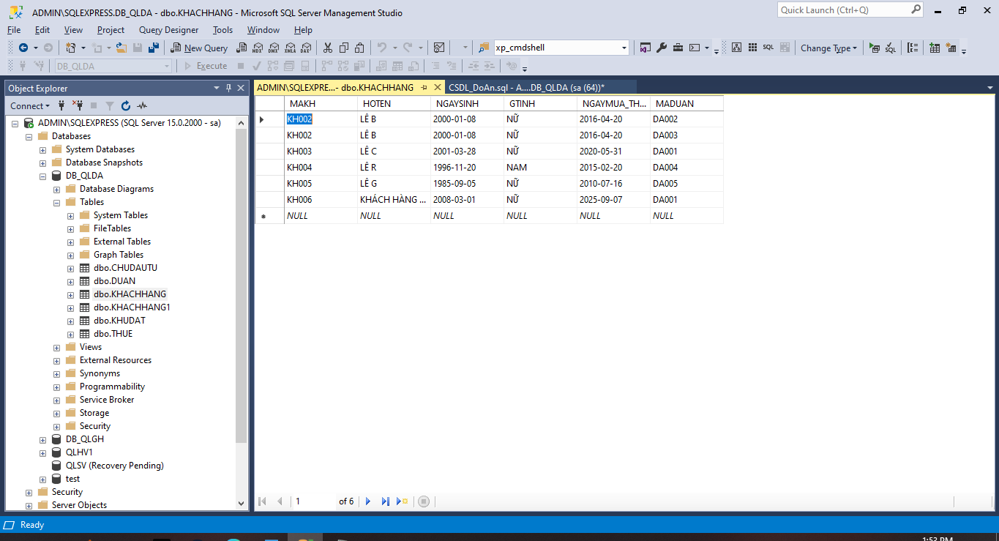 ADMIN\SQLEXPRESS.DB_QLDA - dbo.KHACHHANG - Microsoft SQL Server Management Studio
Quick Launch (Ctrl+Q)
File Edit View Project Query Designer Tools Window Help
New Query MDX DMX XMLA DAX xp_cmdshell SQL Change Type SQL
DB_QLDA Execute
Object Explorer
Connect
ADMIN\SQLEXPRESS (SQL Server 15.0.2000 - sa)
Databases
System Databases
Database Snapshots
DB_QLDA
Database Diagrams
Tables
System Tables
FileTables
External Tables
Graph Tables
dbo.CHUDAUTU
dbo.DUAN
dbo.KHACHHANG
dbo.KHACHHANG1
dbo.KHUDAT
dbo.THUE
Views
External Resources
Synonyms
Programmability
Service Broker
Storage
Security
DB_QLGH
QLHV1
QLSV (Recovery Pending)
test
Security
Server Objects
ADMIN\SQLEXPRE...- dbo.KHACHHANG CSDL_DoAn.sql - A....DB_QLDA (sa (64))*
MAKH HOTEN NGAYSINH GTINH NGAYMUA_TH... MADUAN
KH002 LÊ B 2000-01-08 NỮ 2016-04-20 DA002
KH002 LÊ B 2000-01-08 NỮ 2016-04-20 DA003
KH003 LÊ C 2001-03-28 NỮ 2020-05-31 DA001
KH004 LÊ R 1996-11-20 NAM 2015-02-20 DA004
KH005 LÊ G 1985-09-05 NỮ 2010-07-16 DA005
KH006 KHÁCH HÀNG ... 2008-03-01 NỮ 2025-09-07 DA001
NULL NULL NULL NULL NULL NULL
1 of 6
Ready
1:53 PM